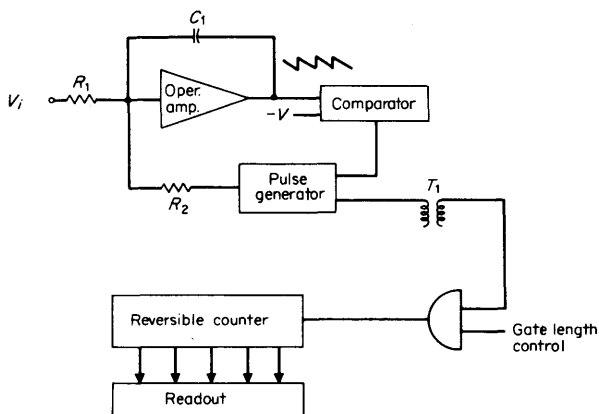 C1
R1
Vi
Oper.
amp.
-V
Comparator
Pulse
generator
R2
T1
Reversible counter
Gate length
control
Readout